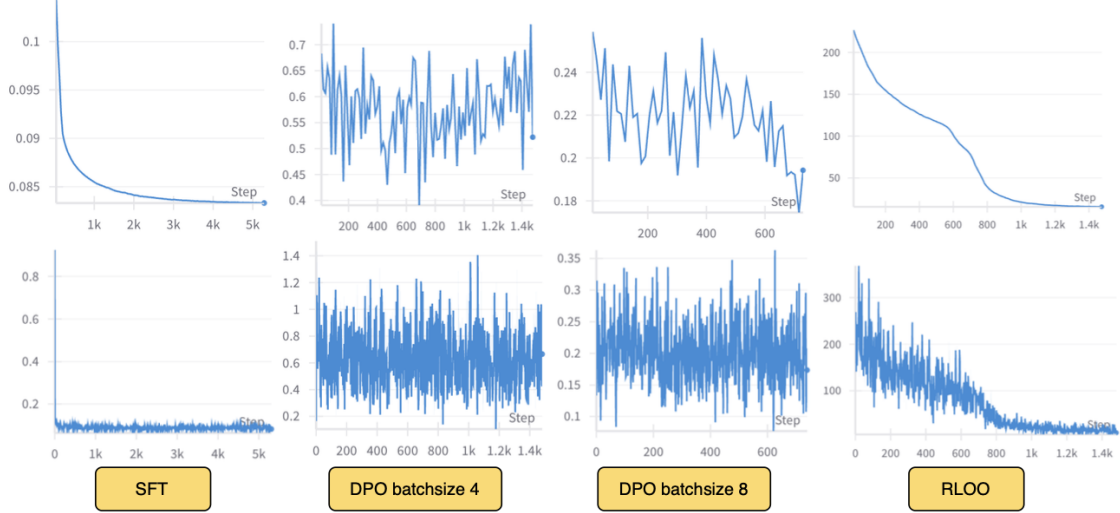 0.1
0.095
0.09
0.085
Step
1k
2k
3k
4k
5k
0.7
0.65
0.6
0.55
0.5
0.45
0.4
Step
200
400
600
800
1k
1.2k
1.4k
0.24
0.22
0.2
0.18
Step
200
400
600
200
150
100
50
Step
200
400
600
800
1k
1.2k
1.4k
0.8
0.6
0.4
0.2
Step
0
1k
2k
3k
4k
5k
1.4
1.2
1
0.8
0.6
0.4
0.2
Step
0
200
400
600
800
1k
1.2k
1.4k
0.35
0.3
0.25
0.2
0.15
0.1
Step
0
200
400
600
300
200
100
Step
0
200
400
600
800
1k
1.2k
1.4k
SFT
DPO batchsize 4
DPO batchsize 8
RLOO